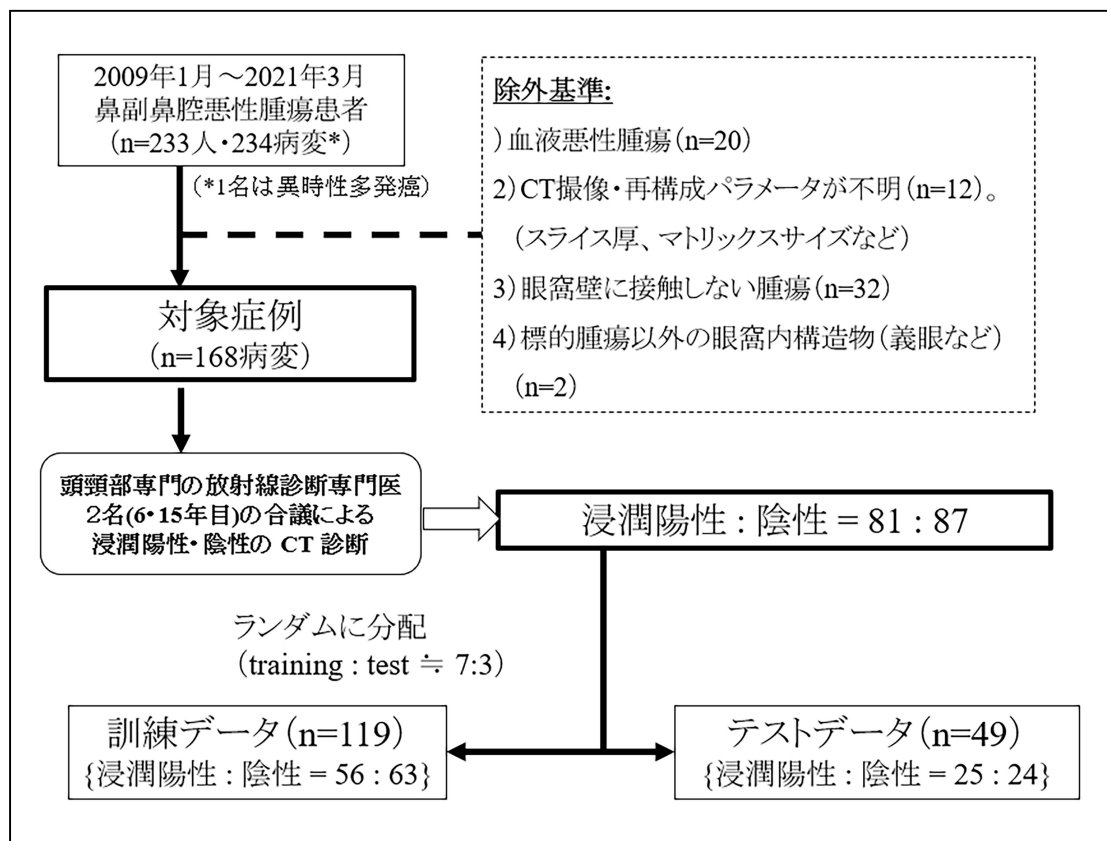 2009年1月～2021年3月
鼻副鼻腔悪性腫瘍患者
(n=233人・234病変*)
(*1名は異時性多発癌)
除外基準:
)血液悪性腫瘍(n=20)
2)CT撮像・再構成パラメータが不明(n=12)。
(スライス厚、マトリックスサイズなど)
3)眼窩壁に接触しない腫瘍(n=32)
4)標的腫瘍以外の眼窩内構造物(義眼など)
(n=2)
対象症例
(n=168病変)
頭頸部専門の放射線診断専門医
2名(6・15年目)の合議による
浸潤陽性・陰性の CT 診断
浸潤陽性 : 陰性 = 81 : 87
ランダムに分配
(training : test ≒ 7:3)
訓練データ(n=119)
{浸潤陽性 : 陰性 = 56 : 63}
テストデータ(n=49)
{浸潤陽性 : 陰性 = 25 : 24}